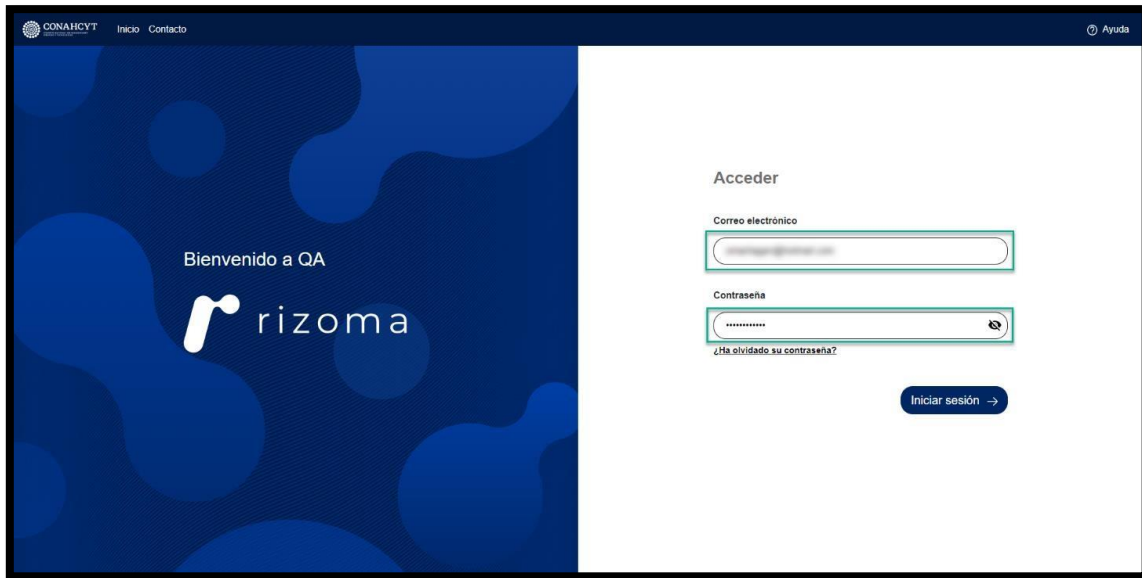 CONAHCYT
Inicio Contacto
Ayuda
Bienvenido a QA
rizoma
Acceder
Correo electrónico
Contraseña
¿Ha olvidado su contraseña?
Iniciar sesión